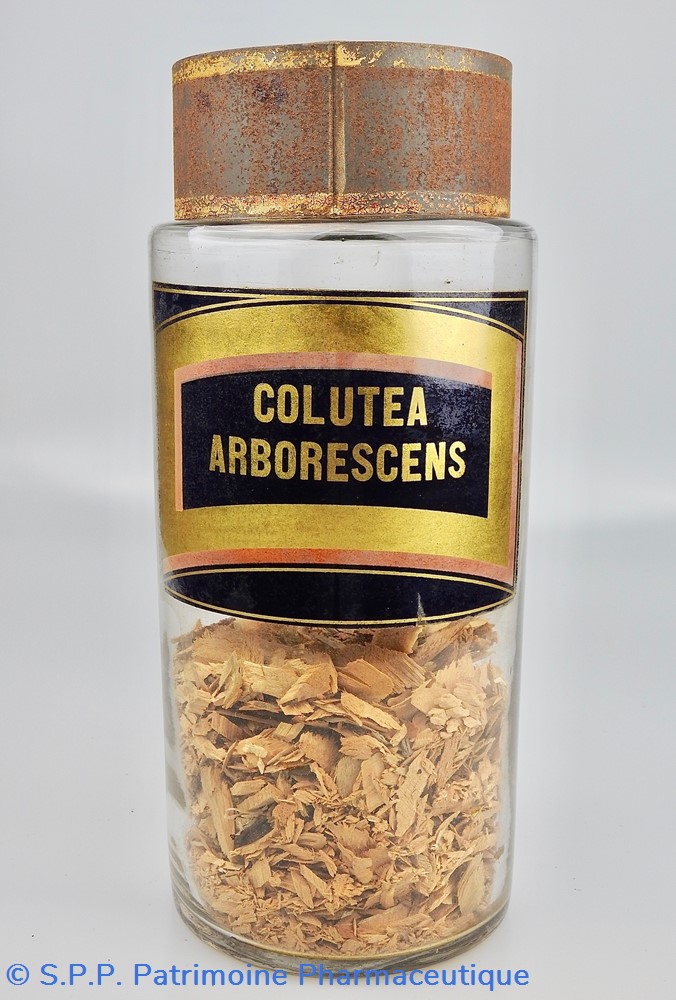 COLUTEA
ARBORESCENS
© S.P.P. Patrimoine Pharmaceutique